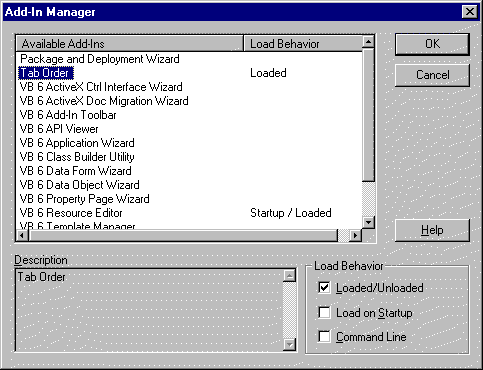 Add-In Manager
Available Add-Ins Load Behavior
Package and Deployment Wizard
Tab Order Loaded
VB 6 ActiveX Ctrl Interface Wizard
VB 6 ActiveX Doc Migration Wizard
VB 6 Add-In Toolbar
VB 6 API Viewer
VB 6 Application Wizard
VB 6 Class Builder Utility
VB 6 Data Form Wizard
VB 6 Data Object Wizard
VB 6 Property Page Wizard
VB 6 Resource Editor Startup / Loaded
VB 6 Template Manager
OK
Cancel
Help
Description
Tab Order
Load Behavior
Loaded/Unloaded
Load on Startup
Command Line